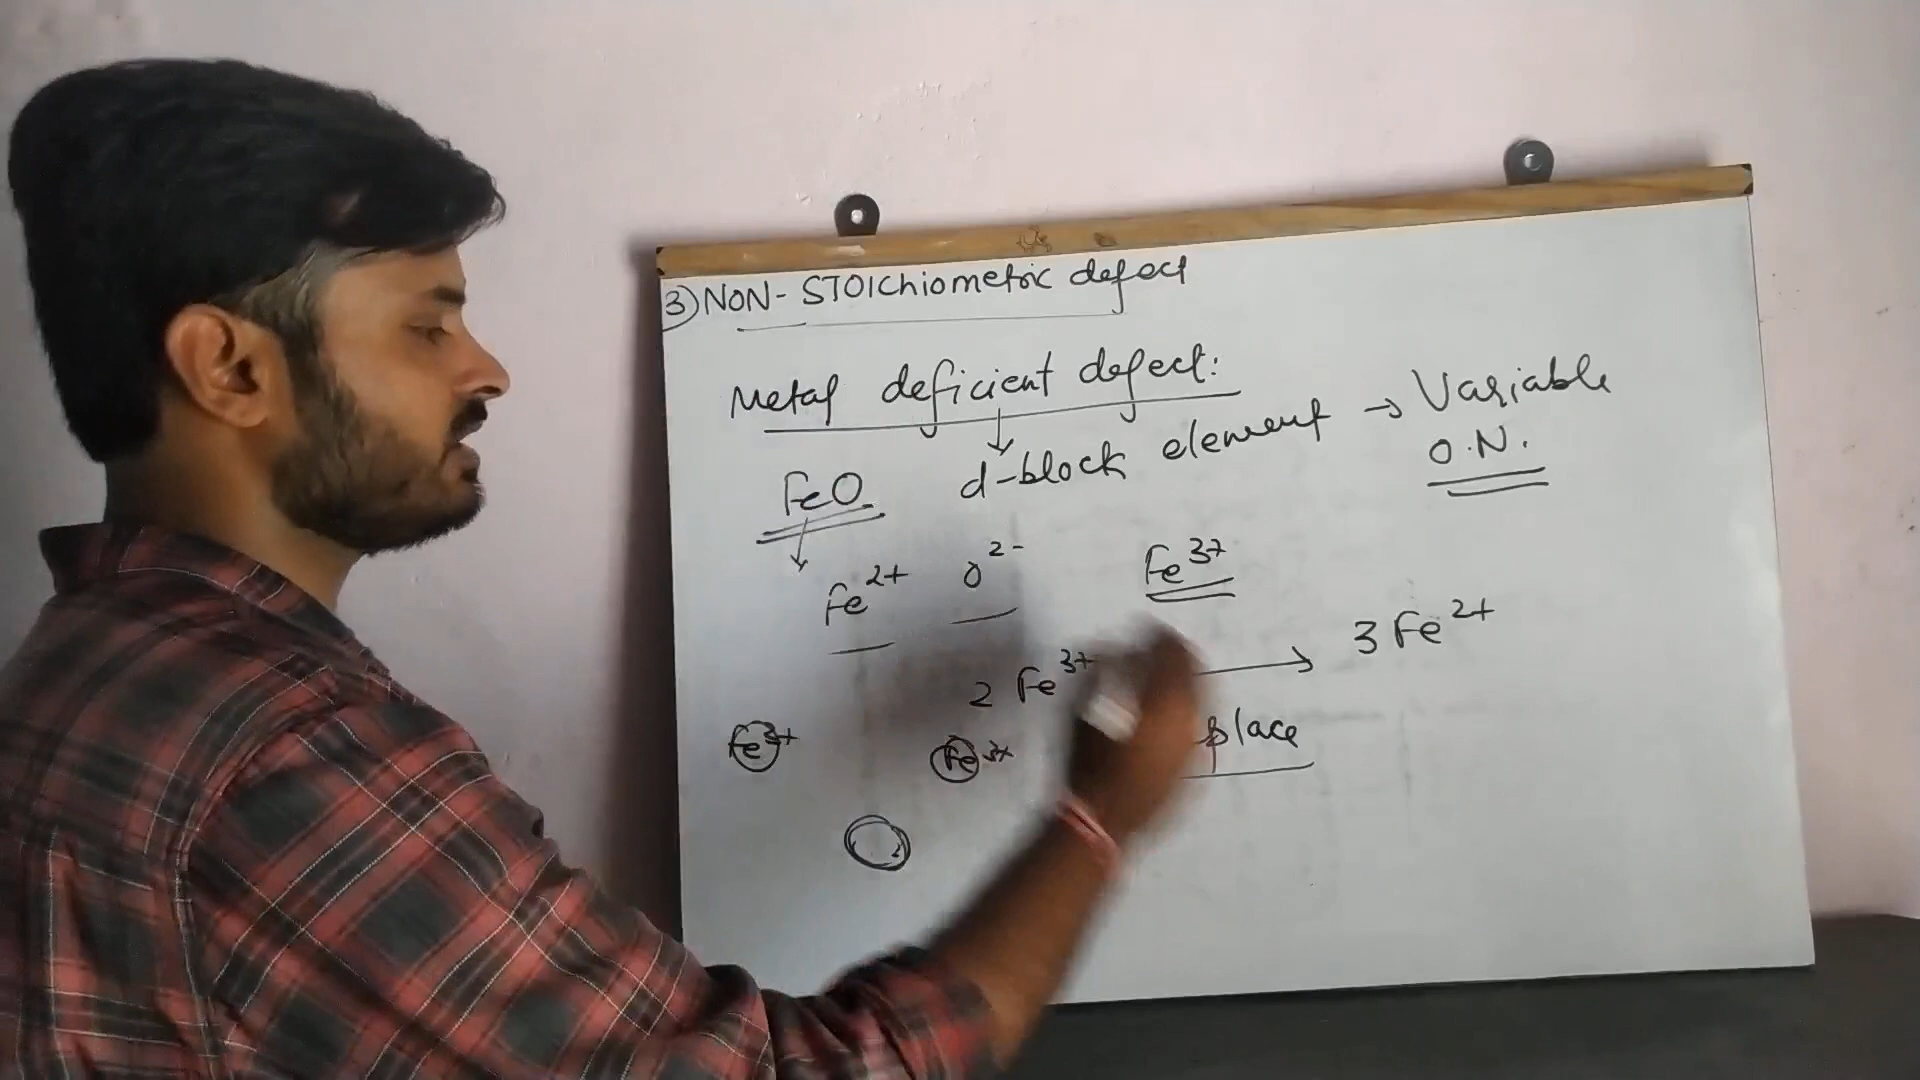 3) NON-STOIChiometric defect
Metal deficient defect:
d-block element → Variable
O.N.
FeO
Fe²⁺ O²⁻ Fe³⁺
2 Fe³⁺ → 3 Fe²⁺
place
Fe³⁺ Fe³⁺